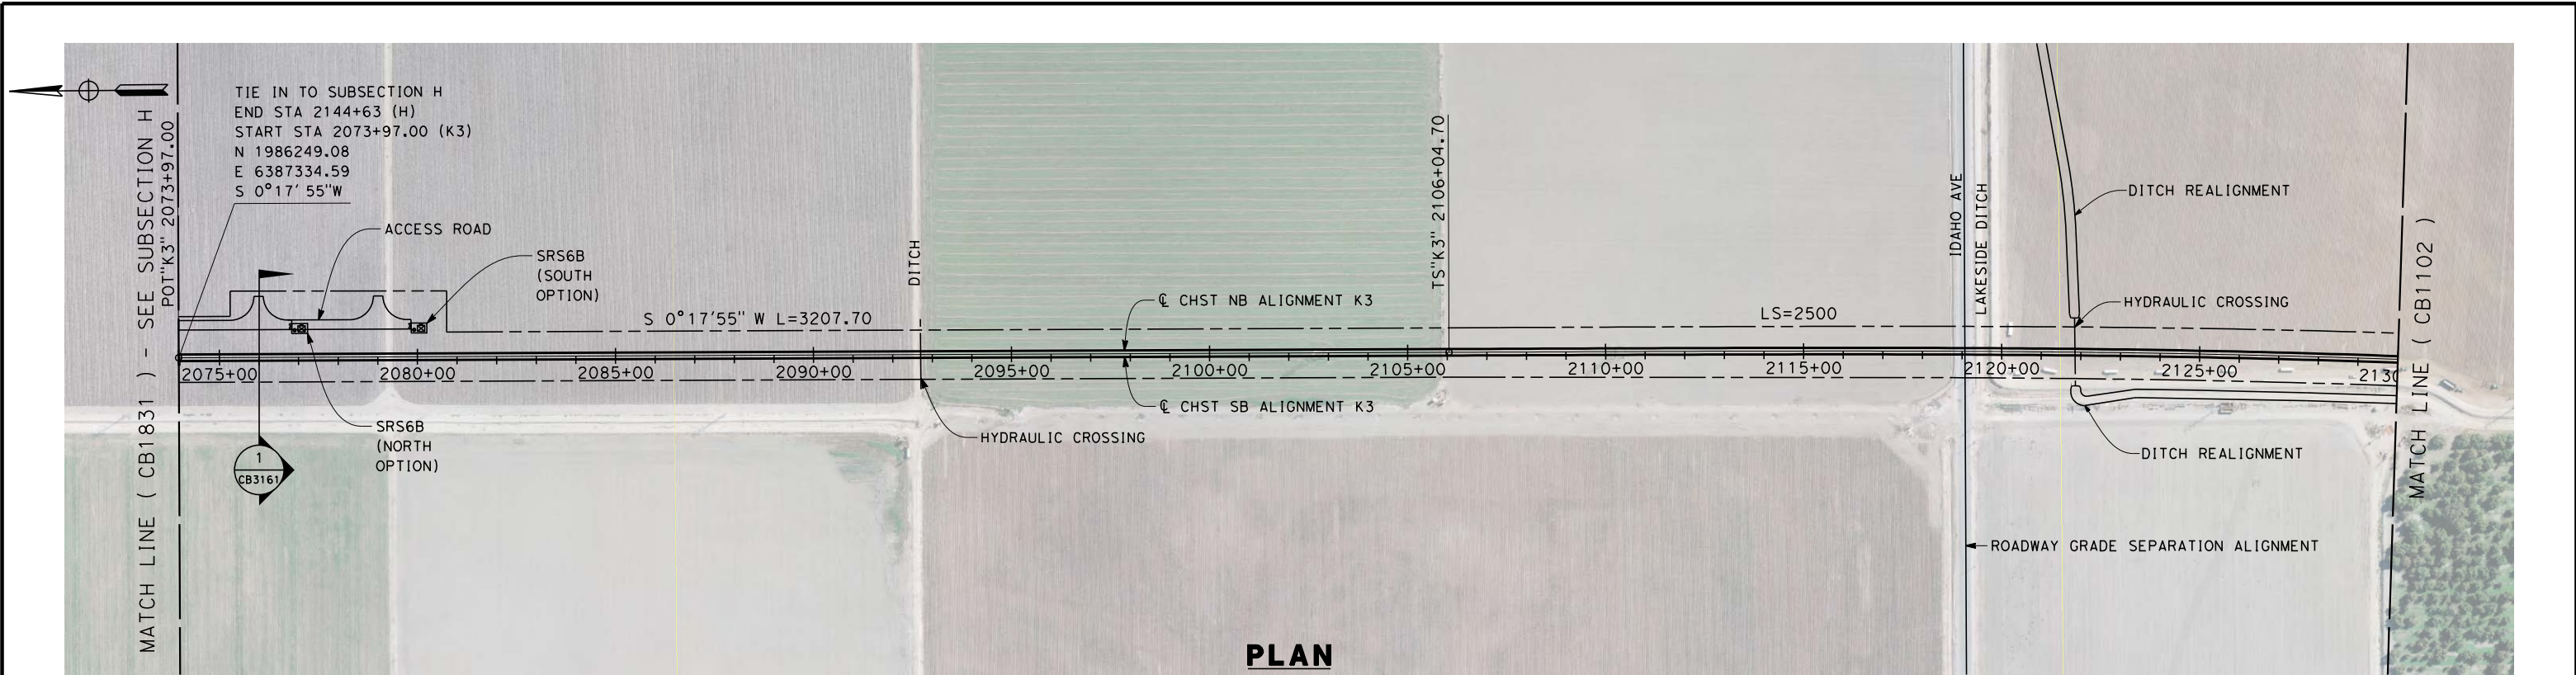 MATCH LINE ( CB1831 ) - SEE SUBSECTION H
POT"K3" 2073+97.00
TIE IN TO SUBSECTION H
END STA 2144+63 (H)
START STA 2073+97.00 (K3)
N 1986249.08
E 6387334.59
S 0°17' 55"W
ACCESS ROAD
SRS6B
(SOUTH
OPTION)
S 0°17'55" W L=3207.70
DITCH
℄ CHST NB ALIGNMENT K3
TS"K3" 2106+04.70
LS=2500
IDAHO AVE
LAKESIDE DITCH
DITCH REALIGNMENT
HYDRAULIC CROSSING
MATCH LINE ( CB1102 )
2075+00
2080+00
2085+00
2090+00
2095+00
2100+00
2105+00
2110+00
2115+00
2120+00
2125+00
2130
℄ CHST SB ALIGNMENT K3
SRS6B
(NORTH
OPTION)
HYDRAULIC CROSSING
DITCH REALIGNMENT
1
CB3161
ROADWAY GRADE SEPARATION ALIGNMENT
PLAN